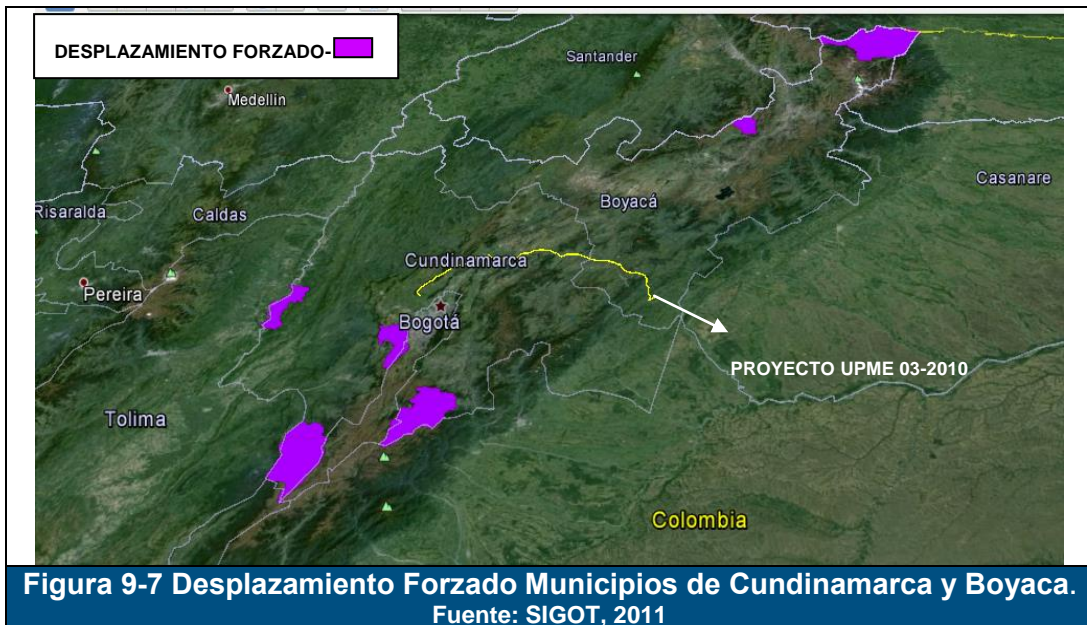 DESPLAZAMIENTO FORZADO-
Santander
Medellín
Casanare
Boyacá
Risaralda
Caldas
Cundinamarca
Pereira
Bogotá
PROYECTO UPME 03-2010
Tolima
Colombia
Figura 9-7 Desplazamiento Forzado Municipios de Cundinamarca y Boyaca.
Fuente: SIGOT, 2011